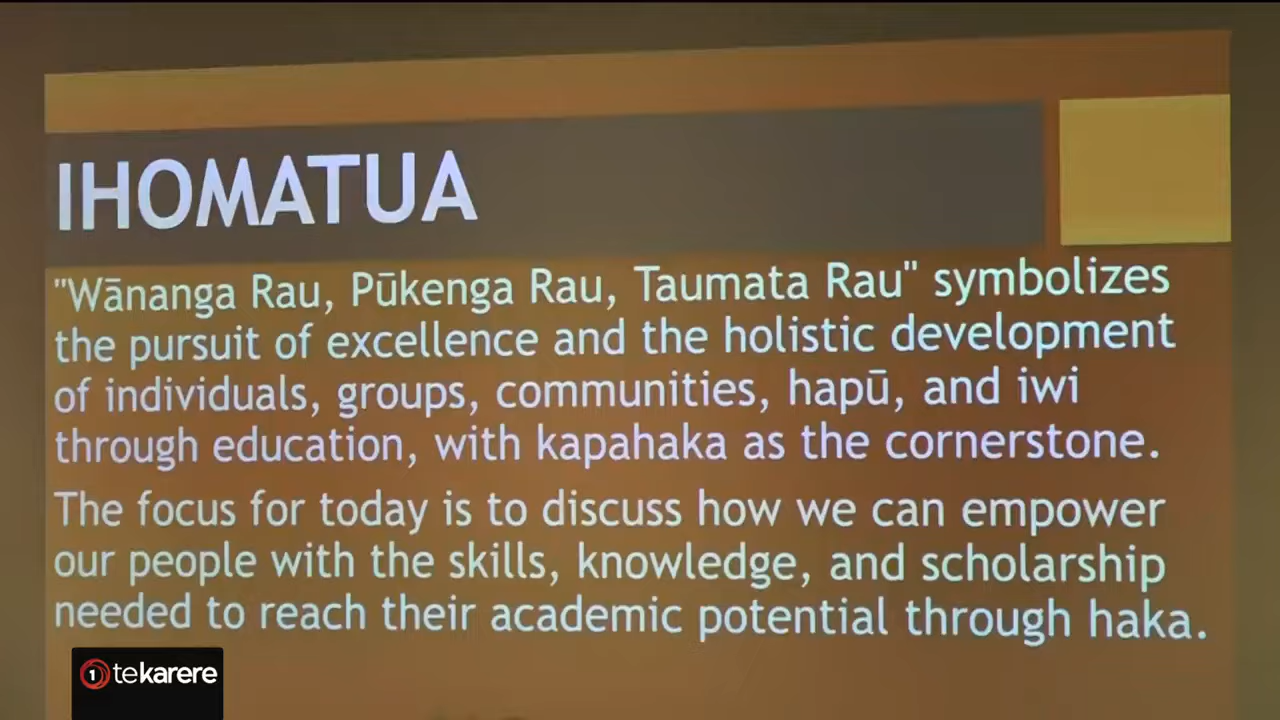 IHOMATUA
"Wānanga Rau, Pūkenga Rau, Taumata Rau" symbolizes
the pursuit of excellence and the holistic development
of individuals, groups, communities, hapū, and iwi
through education, with kapahaka as the cornerstone.
The focus for today is to discuss how we can empower
our people with the skills, knowledge, and scholarship
needed to reach their academic potential through haka.
1 tekarere